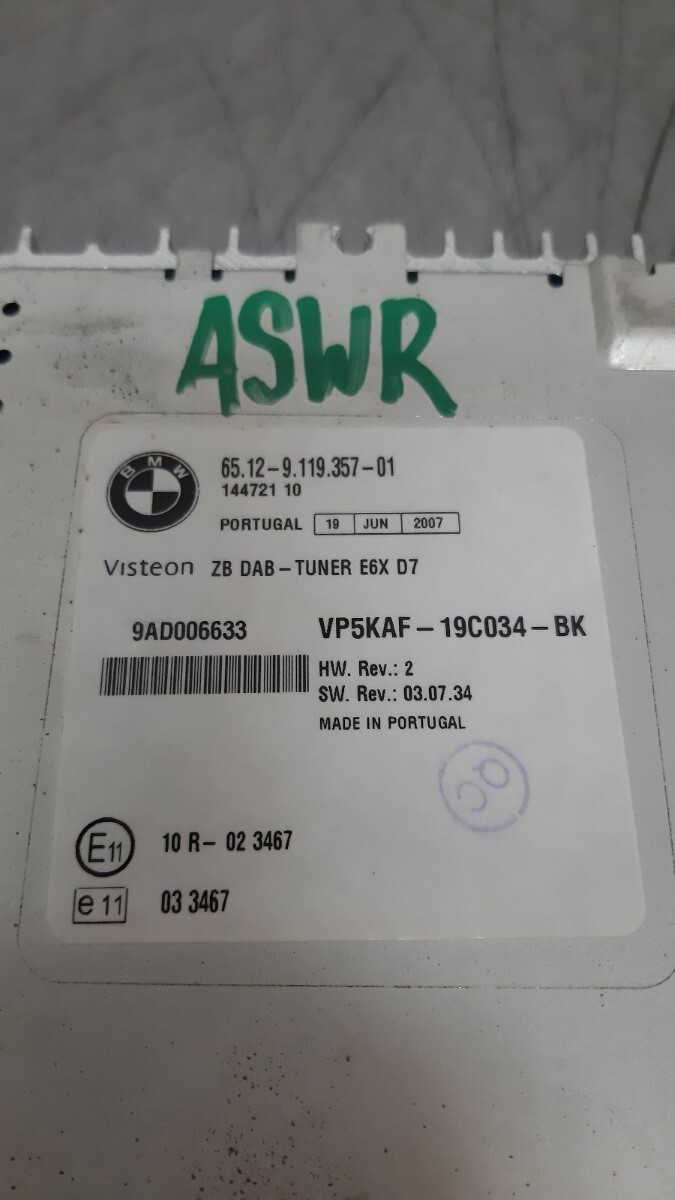 ASWR
BMW
65.12-9.119.357-01
144721 10
PORTUGAL 19 JUN 2007
Visteon ZB DAB-TUNER E6X D7
9AD006633
VP5KAF-19C034-BK
HW. Rev.: 2
SW. Rev.: 03.07.34
MADE IN PORTUGAL
QC
E11 10 R- 02 3467
e 11 03 3467